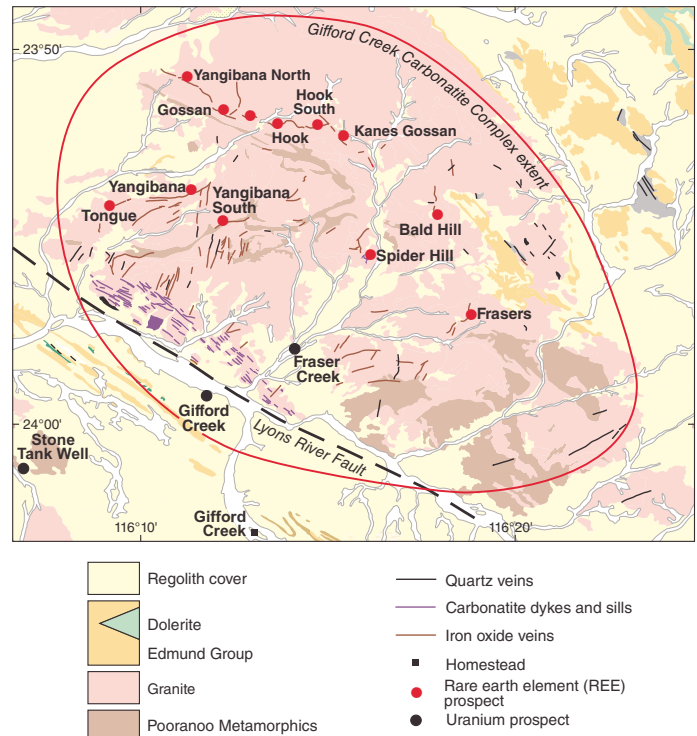 Gifford Creek Carbonatite Complex extent
23°50'
Yangibana North
Hook
South
Gossan
Hook
Kanes Gossan
Yangibana
Yangibana
South
Tongue
Bald Hill
Spider Hill
Frasers
Fraser
Creek
Gifford
Creek
24°00'
Lyons River Fault
Stone
Tank Well
116°10'
116°20'
Gifford
Creek
Regolith cover
Dolerite
Edmund Group
Granite
Pooranoo Metamorphics
Quartz veins
Carbonatite dykes and sills
Iron oxide veins
Homestead
Rare earth element (REE)
prospect
Uranium prospect